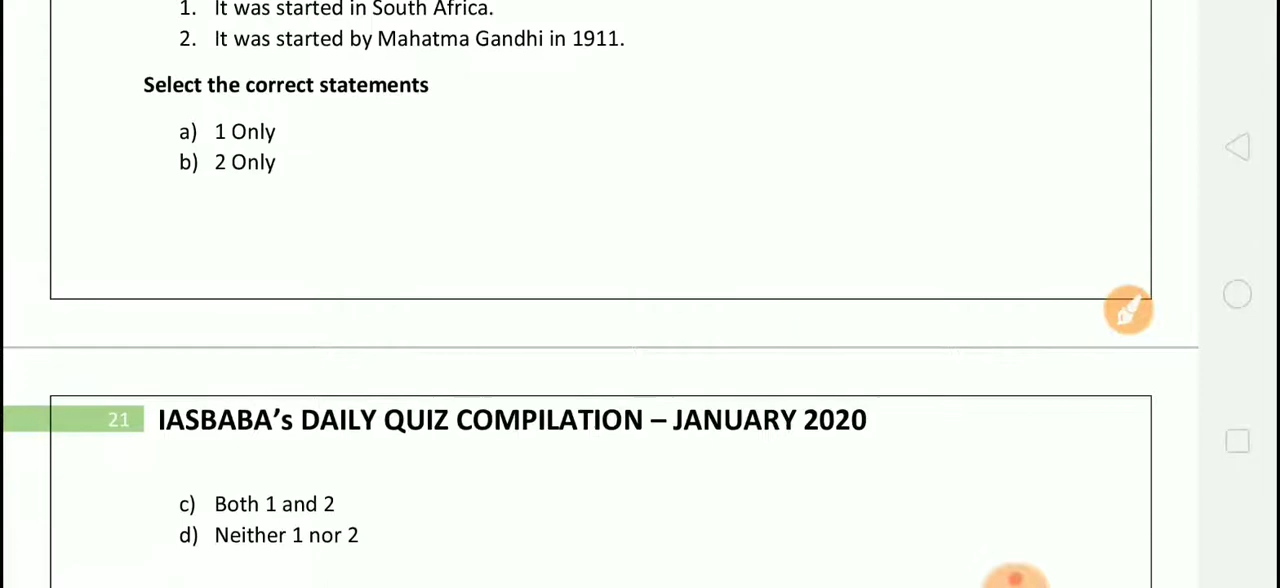 1. It was started in South Africa.
2. It was started by Mahatma Gandhi in 1911.
Select the correct statements
a) 1 Only
b) 2 Only
21 IASBABA’s DAILY QUIZ COMPILATION – JANUARY 2020
c) Both 1 and 2
d) Neither 1 nor 2